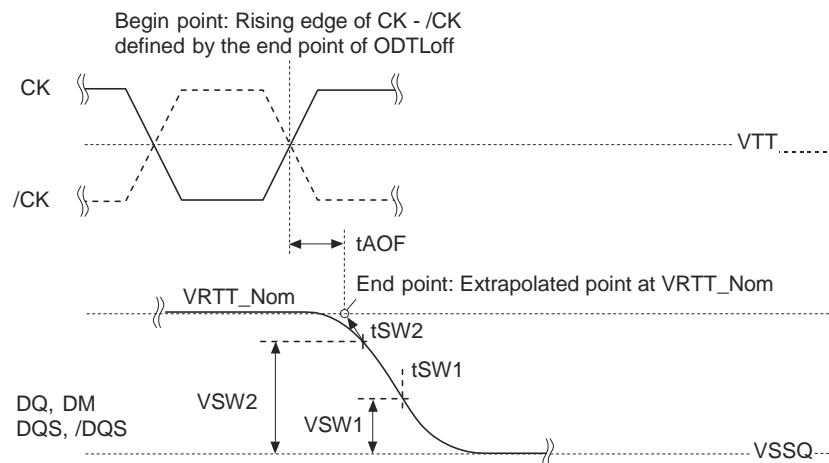 Begin point: Rising edge of CK - /CK
defined by the end point of ODTLoff
CK
VTT
/CK
tAOF
End point: Extrapolated point at VRTT_Nom
VRTT_Nom
tSW2
tSW1
VSW2
VSW1
DQ, DM
DQS, /DQS
VSSQ